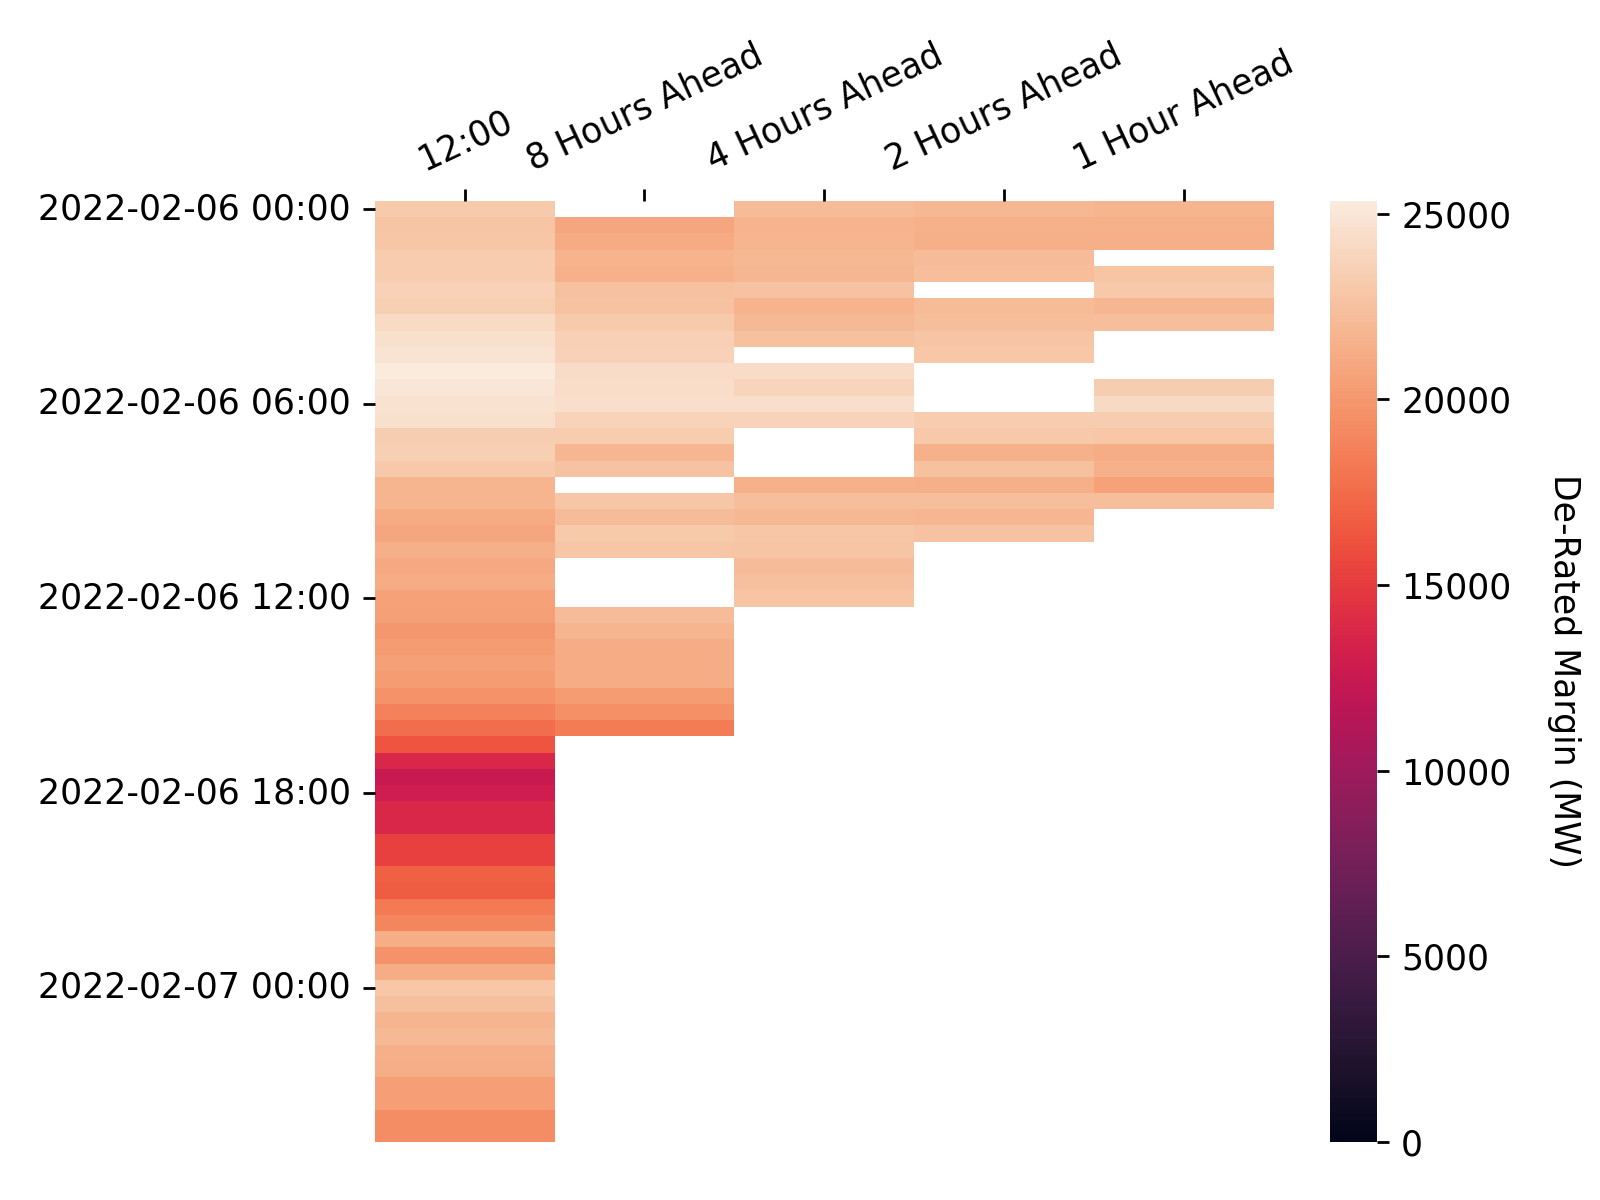 12:00
8 Hours Ahead
4 Hours Ahead
2 Hours Ahead
1 Hour Ahead
2022-02-06 00:00
2022-02-06 06:00
2022-02-06 12:00
2022-02-06 18:00
2022-02-07 00:00
25000
20000
15000
10000
5000
0
De-Rated Margin (MW)